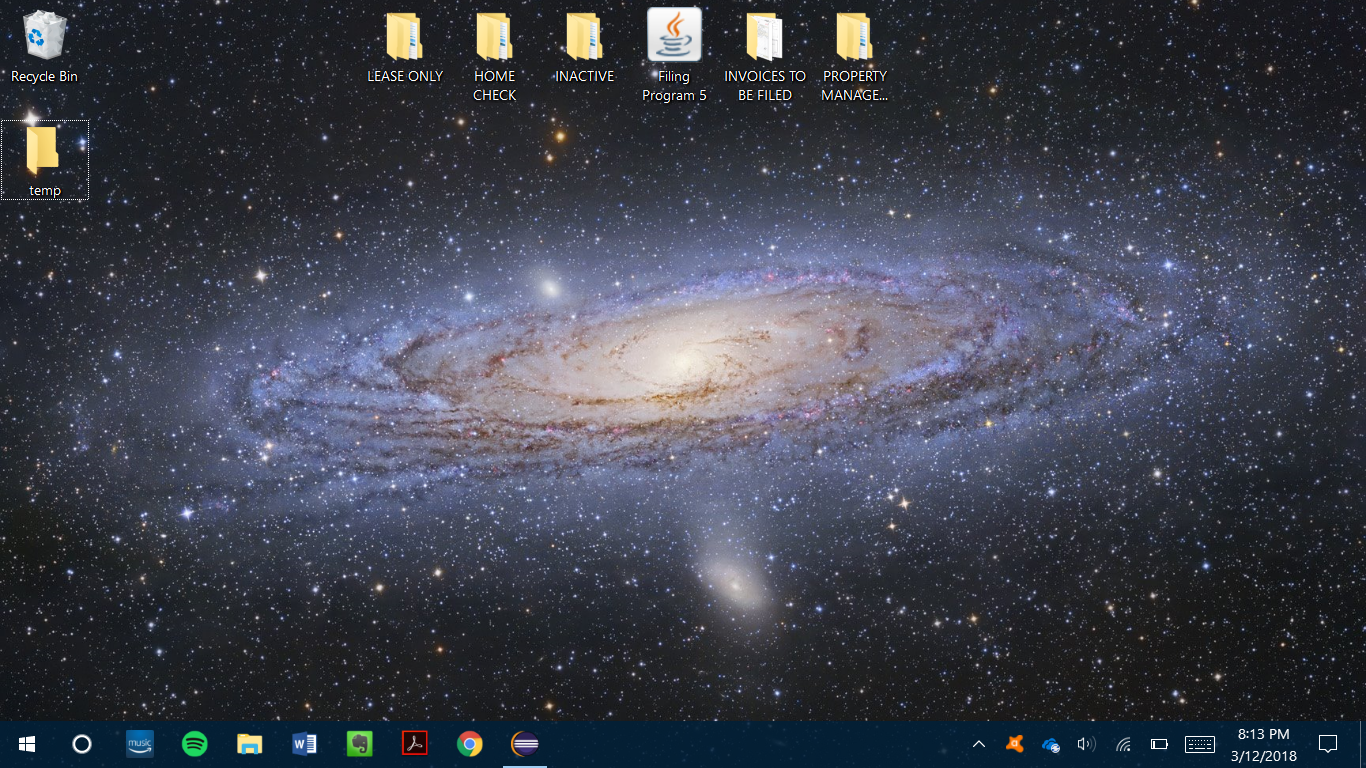 Recycle Bin
LEASE ONLY
HOME
CHECK
INACTIVE
Filing
Program 5
INVOICES TO
BE FILED
PROPERTY
MANAGE...
temp
music
W
8:13 PM
3/12/2018